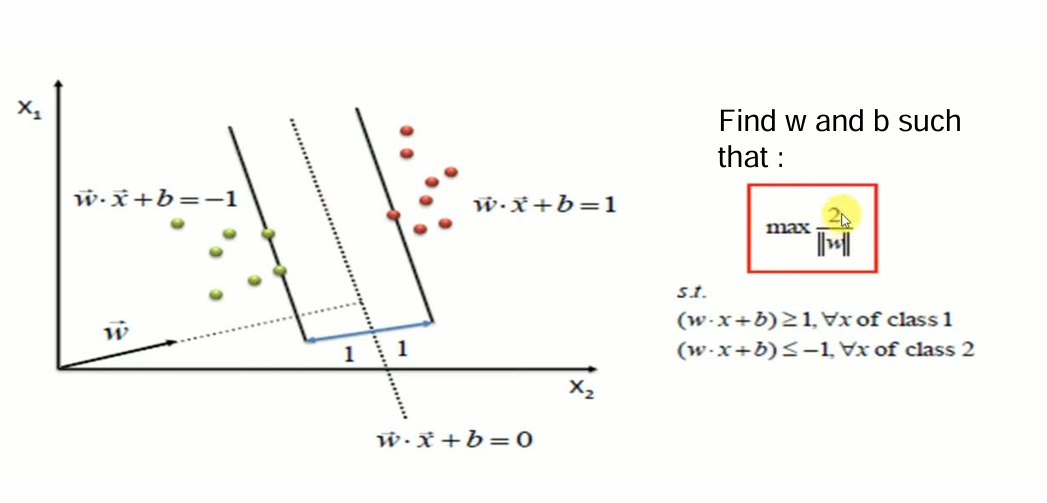 X₁
w⃗·x⃗+b=−1
w⃗·x⃗+b=1
w⃗
1
1
X₂
w⃗·x⃗+b=0
Find w and b such
that :
max 2/‖w‖
s.t.
(w·x+b)≥1, ∀x of class 1
(w·x+b)≤−1, ∀x of class 2